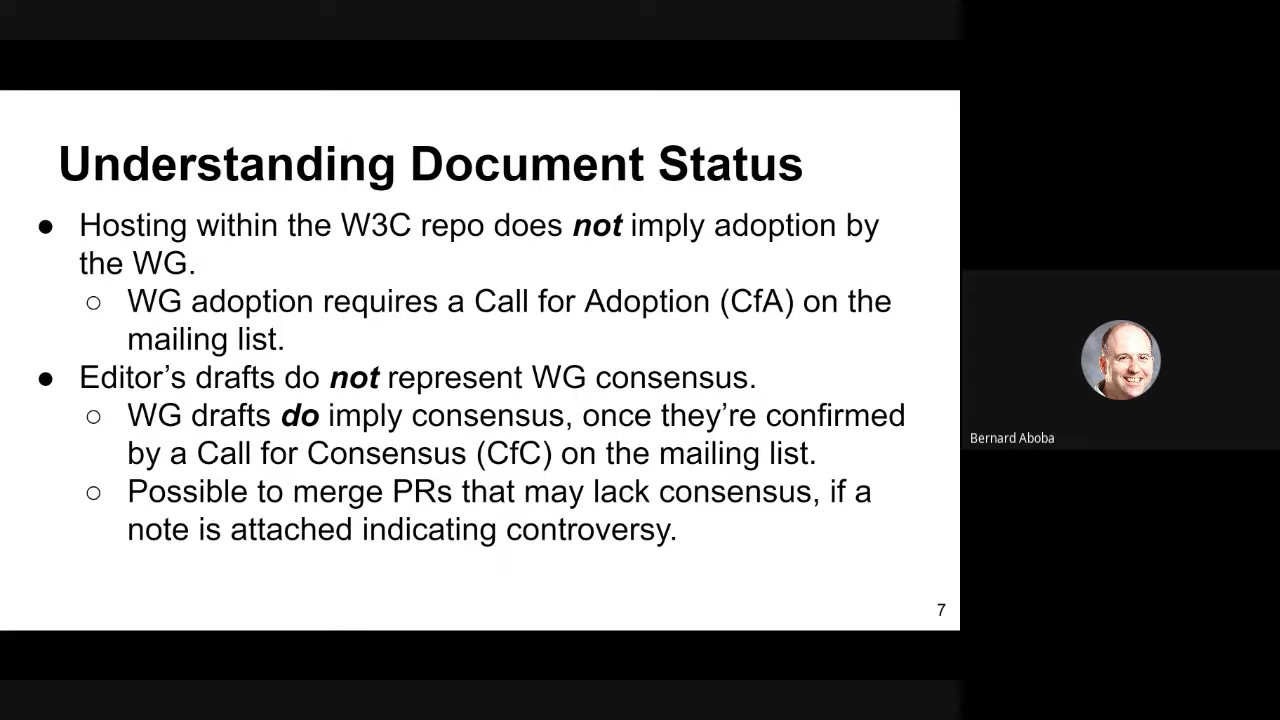 Understanding Document Status
● Hosting within the W3C repo does not imply adoption by
the WG.
○ WG adoption requires a Call for Adoption (CfA) on the
mailing list.
● Editor’s drafts do not represent WG consensus.
○ WG drafts do imply consensus, once they’re confirmed
by a Call for Consensus (CfC) on the mailing list.
○ Possible to merge PRs that may lack consensus, if a
note is attached indicating controversy.
7
Bernard Aboba